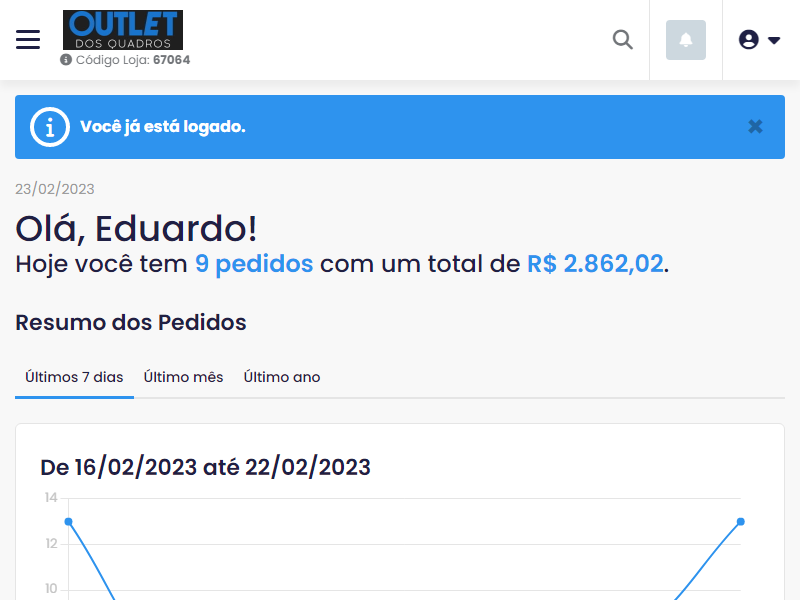 OUTLET
DOS QUADROS
Código Loja: 67064
Você já está logado.
23/02/2023
Olá, Eduardo!
Hoje você tem 9 pedidos com um total de R$ 2.862,02.
Resumo dos Pedidos
Últimos 7 dias Último mês Último ano
De 16/02/2023 até 22/02/2023
14
12
10